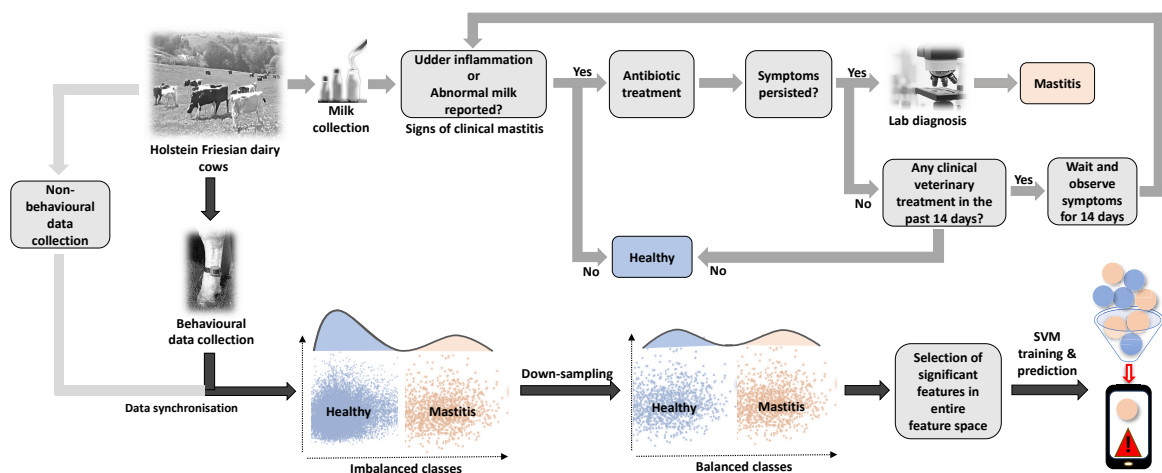 Udder inflammation
or
Abnormal milk
reported?
Signs of clinical mastitis
Yes
Antibiotic
treatment
Symptoms
persisted?
Yes
Lab diagnosis
Mastitis
Milk
collection
Holstein Friesian dairy
cows
Non-
behavioural
data
collection
No
Any clinical
veterinary
treatment in the
past 14 days?
Yes
Wait and
observe
symptoms
for 14 days
Healthy
No
No
Behavioural
data collection
Data synchronisation
Healthy
Mastitis
Imbalanced classes
Down-sampling
Healthy
Mastitis
Balanced classes
Selection of
significant
features in
entire
feature space
SVM
training &
prediction
!